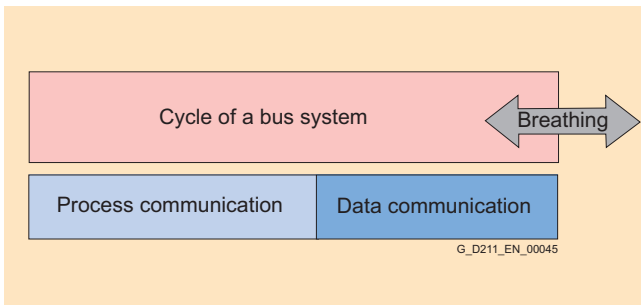 Cycle of a bus system
Breathing
Process communication
Data communication
G_D211_EN_00045